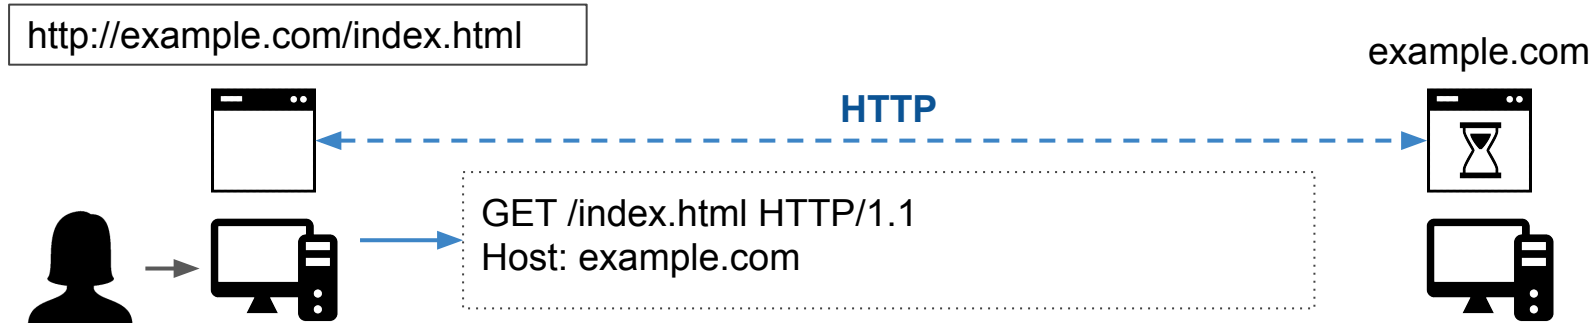 http://example.com/index.html
example.com
HTTP
GET /index.html HTTP/1.1
Host: example.com